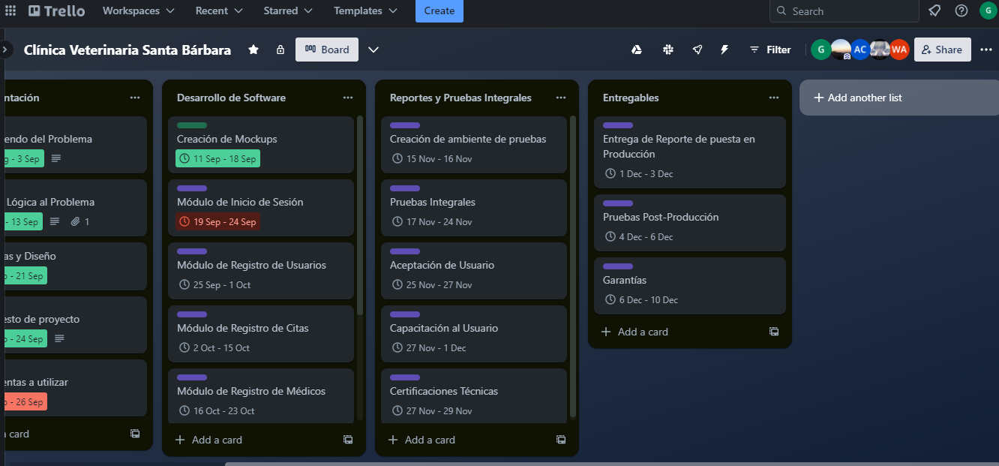 Trello
Workspaces
Recent
Starred
Templates
Create
Search
G
Clínica Veterinaria Santa Bárbara
Board
Filter
G
AC
WA
Share
ntación
endo del Problema
g - 3 Sep
Lógica al Problema
- 13 Sep
1
as y Diseño
- 21 Sep
esto de proyecto
- 24 Sep
entas a utilizar
- 26 Sep
a card
Desarrollo de Software
Creación de Mockups
11 Sep - 18 Sep
Módulo de Inicio de Sesión
19 Sep - 24 Sep
Módulo de Registro de Usuarios
25 Sep - 1 Oct
Módulo de Registro de Citas
2 Oct - 15 Oct
Módulo de Registro de Médicos
16 Oct - 23 Oct
Add a card
Reportes y Pruebas Integrales
Creación de ambiente de pruebas
15 Nov - 16 Nov
Pruebas Integrales
17 Nov - 24 Nov
Aceptación de Usuario
25 Nov - 27 Nov
Capacitación al Usuario
27 Nov - 1 Dec
Certificaciones Técnicas
27 Nov - 29 Nov
Add a card
Entregables
Entrega de Reporte de puesta en
Producción
1 Dec - 3 Dec
Pruebas Post-Producción
4 Dec - 6 Dec
Garantías
6 Dec - 10 Dec
Add a card
Add another list